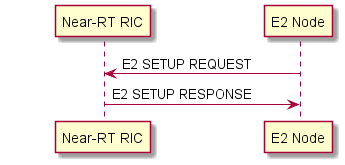 Near-RT RIC
E2 Node
E2 SETUP REQUEST
E2 SETUP RESPONSE
Near-RT RIC
E2 Node